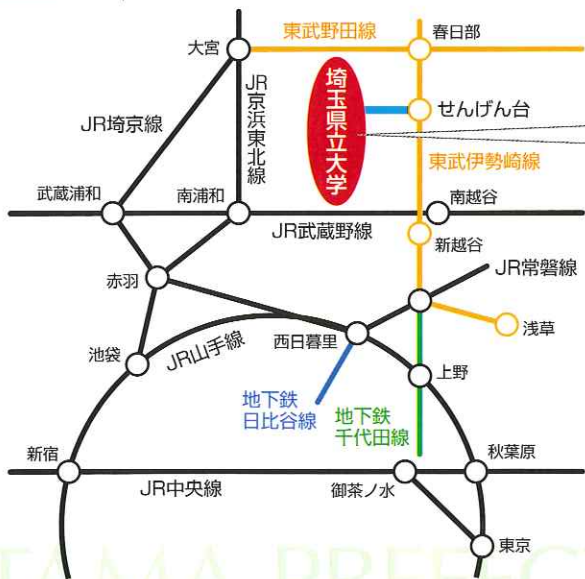 東武野田線
大宮
春日部
JR京浜東北線
埼玉県立大学
せんげん台
JR埼京線
東武伊勢崎線
武蔵浦和
南浦和
南越谷
JR武蔵野線
新越谷
JR常磐線
赤羽
浅草
池袋
JR山手線
西日暮里
上野
地下鉄
日比谷線
地下鉄
千代田線
新宿
秋葉原
JR中央線
御茶ノ水
東京
TAMA PREFEC